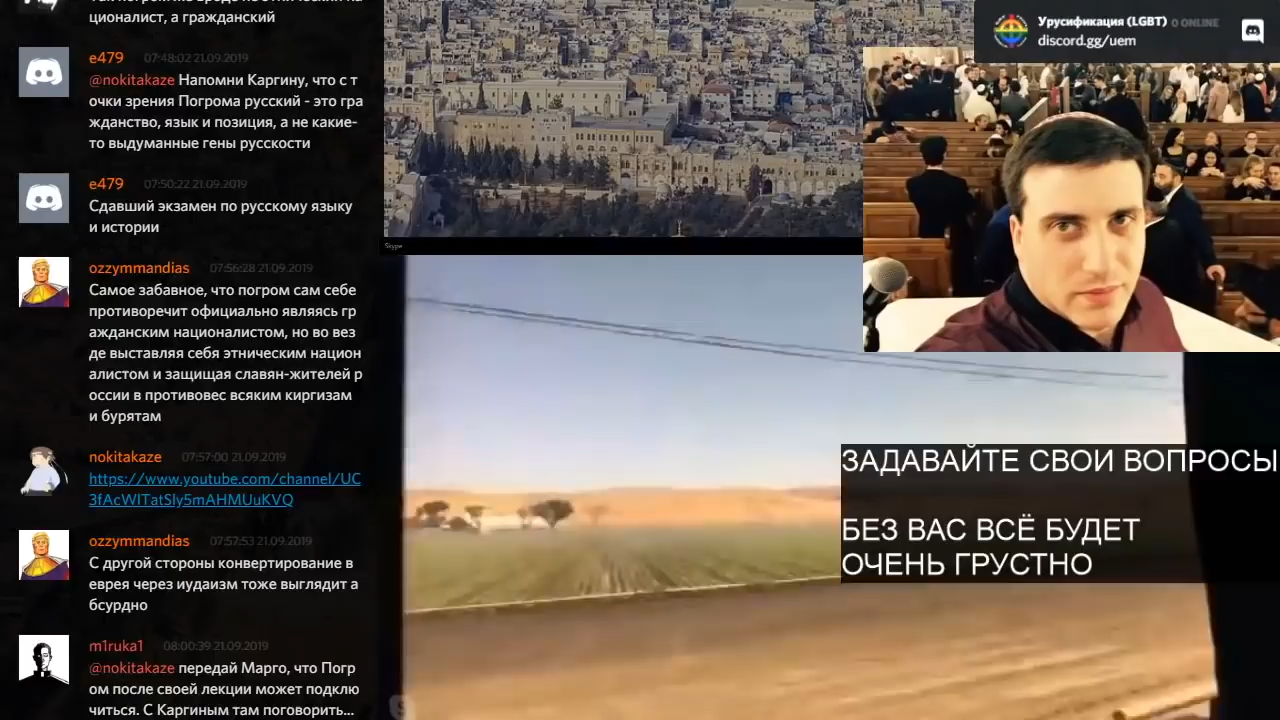 ционалист, а гражданский
e479 07:48:02 21.09.2019
@nokitakaze Напомни Каргину, что с т
очки зрения Погрома русский - это гра
жданство, язык и позиция, а не какие-
то выдуманные гены русскости
e479 07:50:22 21.09.2019
Сдавший экзамен по русскому языку
и истории
ozzymmandias 07:56:28 21.09.2019
Самое забавное, что погром сам себе
противоречит официально являясь гр
ажданским националистом, но во вез
де выставляя себя этническим национ
алистом и защищая славян-жителей р
оссии в противовес всяким киргизам
и бурятам
nokitakaze 07:57:00 21.09.2019
https://www.youtube.com/channel/UC
3fAcWlTatSly5mAHMUuKVQ
ozzymmandias 07:57:53 21.09.2019
С другой стороны конвертирование в
еврея через иудаизм тоже выглядит а
бсурдно
m1ruka1 08:00:39 21.09.2019
@nokitakaze передай Марго, что Погр
ом после своей лекции может подклю
читься. С Каргиным там поговорить...
Skype
Урусификация (LGBT) 0 ONLINE
discord.gg/uem
ЗАДАВАЙТЕ СВОИ ВОПРОСЫ
БЕЗ ВАС ВСЁ БУДЕТ
ОЧЕНЬ ГРУСТНО